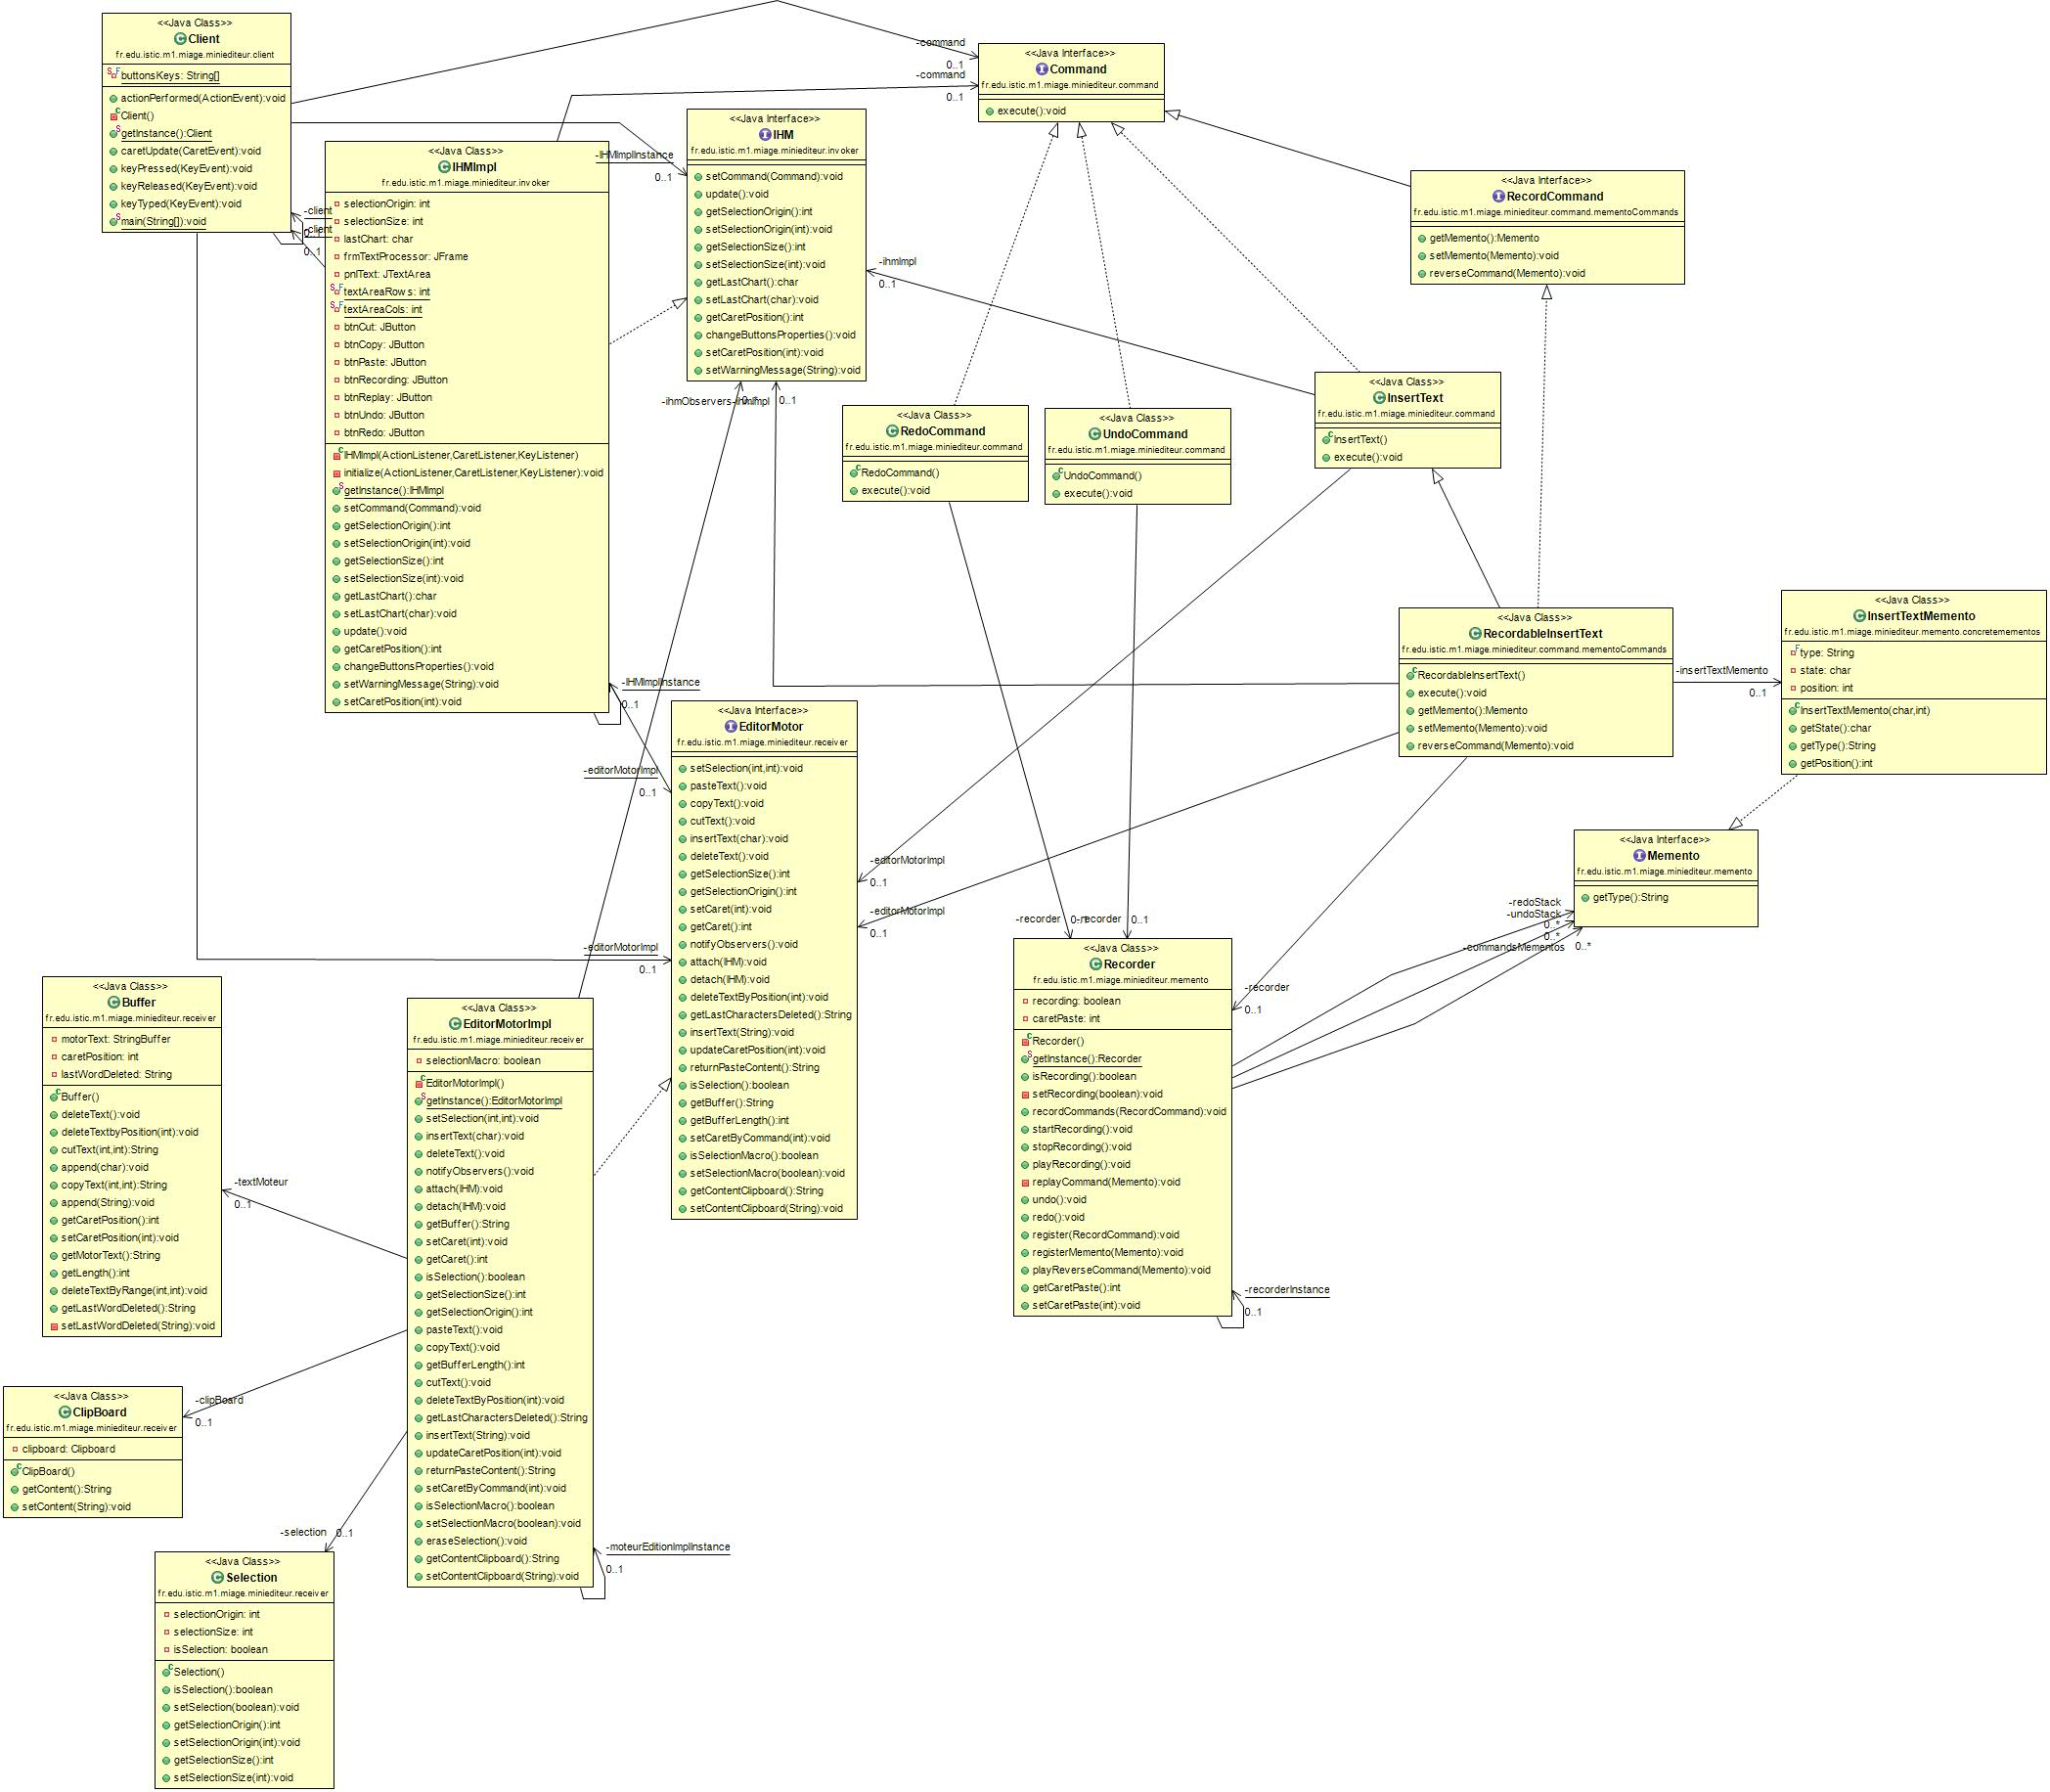 <<Java Class>>
Client
fr.edu.istic.m1.miage.miniediteur.client
buttonsKeys: String[]
actionPerformed(ActionEvent):void
Client()
getInstance():Client
caretUpdate(CaretEvent):void
keyPressed(KeyEvent):void
keyReleased(KeyEvent):void
keyTyped(KeyEvent):void
main(String[]):void
-command
0..1
-command
0..1
<<Java Interface>>
Command
fr.edu.istic.m1.miage.miniediteur.command
execute():void
<<Java Interface>>
IHM
fr.edu.istic.m1.miage.miniediteur.invoker
setCommand(Command):void
update():void
getSelectionOrigin():int
setSelectionOrigin(int):void
getSelectionSize():int
setSelectionSize(int):void
getLastChart():char
setLastChart(char):void
getCaretPosition():int
changeButtonsProperties():void
setCaretPosition(int):void
setWarningMessage(String):void
-IHMImplInstance
0..1
<<Java Class>>
IHMImpl
fr.edu.istic.m1.miage.miniediteur.invoker
selectionOrigin: int
selectionSize: int
lastChart: char
frmTextProcessor: JFrame
pnlText: JTextArea
textAreaRows: int
textAreaCols: int
btnCut: JButton
btnCopy: JButton
btnPaste: JButton
btnRecording: JButton
btnReplay: JButton
btnUndo: JButton
btnRedo: JButton
IHMImpl(ActionListener,CaretListener,KeyListener)
initialize(ActionListener,CaretListener,KeyListener):void
getInstance():IHMImpl
setCommand(Command):void
getSelectionOrigin():int
setSelectionOrigin(int):void
getSelectionSize():int
setSelectionSize(int):void
getLastChart():char
setLastChart(char):void
update():void
getCaretPosition():int
changeButtonsProperties():void
setWarningMessage(String):void
setCaretPosition(int):void
-client
0..1
-client
0..1
<<Java Interface>>
RecordCommand
fr.edu.istic.m1.miage.miniediteur.command.mementoCommands
getMemento():Memento
setMemento(Memento):void
reverseCommand(Memento):void
-ihmImpl
0..1
-ihmObservers
-ihmImpl
0..1
<<Java Class>>
RedoCommand
fr.edu.istic.m1.miage.miniediteur.command
RedoCommand()
execute():void
<<Java Class>>
UndoCommand
fr.edu.istic.m1.miage.miniediteur.command
UndoCommand()
execute():void
<<Java Class>>
InsertText
fr.edu.istic.m1.miage.miniediteur.command
InsertText()
execute():void
<<Java Class>>
RecordableInsertText
fr.edu.istic.m1.miage.miniediteur.command.mementoCommands
RecordableInsertText()
execute():void
getMemento():Memento
setMemento(Memento):void
reverseCommand(Memento):void
-insertTextMemento
0..1
<<Java Class>>
InsertTextMemento
fr.edu.istic.m1.miage.miniediteur.memento.concretemementos
type: String
state: char
position: int
InsertTextMemento(char,int)
getState():char
getType():String
getPosition():int
<<Java Interface>>
Memento
fr.edu.istic.m1.miage.miniediteur.memento
getType():String
-IHMImplInstance
0..1
-editorMotorImpl
0..1
<<Java Interface>>
EditorMotor
fr.edu.istic.m1.miage.miniediteur.receiver
setSelection(int,int):void
pasteText():void
copyText():void
cutText():void
insertText(char):void
deleteText():void
getSelectionSize():int
getSelectionOrigin():int
setCaret(int):void
getCaret():int
notifyObservers():void
attach(IHM):void
detach(IHM):void
deleteTextByPosition(int):void
getLastCharactersDeleted():String
insertText(String):void
updateCaretPosition(int):void
returnPasteContent():String
isSelection():boolean
getBuffer():String
getBufferLength():int
setCaretByCommand(int):void
isSelectionMacro():boolean
setSelectionMacro(boolean):void
getContentClipboard():String
setContentClipboard(String):void
-editorMotorImpl
0..1
-editorMotorImpl
0..1
-editorMotorImpl
0..1
-recorder
0..1
-recorder
0..1
-recorder
0..1
-redoStack
-undoStack
0..*
0..*
-commandsMementos
0..*
<<Java Class>>
Recorder
fr.edu.istic.m1.miage.miniediteur.memento
recording: boolean
caretPaste: int
Recorder()
getInstance():Recorder
isRecording():boolean
setRecording(boolean):void
recordCommands(RecordCommand):void
startRecording():void
stopRecording():void
playRecording():void
replayCommand(Memento):void
undo():void
redo():void
register(RecordCommand):void
registerMemento(Memento):void
playReverseCommand(Memento):void
getCaretPaste():int
setCaretPaste(int):void
-recorderInstance
0..1
<<Java Class>>
Buffer
fr.edu.istic.m1.miage.miniediteur.receiver
motorText: StringBuffer
caretPosition: int
lastWordDeleted: String
Buffer()
deleteText():void
deleteTextbyPosition(int):void
cutText(int,int):String
append(char):void
copyText(int,int):String
append(String):void
getCaretPosition():int
setCaretPosition(int):void
getMotorText():String
getLength():int
deleteTextByRange(int,int):void
getLastWordDeleted():String
setLastWordDeleted(String):void
-textMoteur
0..1
<<Java Class>>
EditorMotorImpl
fr.edu.istic.m1.miage.miniediteur.receiver
selectionMacro: boolean
EditorMotorImpl()
getInstance():EditorMotorImpl
setSelection(int,int):void
insertText(char):void
deleteText():void
notifyObservers():void
attach(IHM):void
detach(IHM):void
getBuffer():String
setCaret(int):void
getCaret():int
isSelection():boolean
getSelectionSize():int
getSelectionOrigin():int
pasteText():void
copyText():void
getBufferLength():int
cutText():void
deleteTextByPosition(int):void
getLastCharactersDeleted():String
insertText(String):void
updateCaretPosition(int):void
returnPasteContent():String
setCaretByCommand(int):void
isSelectionMacro():boolean
setSelectionMacro(boolean):void
eraseSelection():void
getContentClipboard():String
setContentClipboard(String):void
-moteurEditionImplInstance
0..1
<<Java Class>>
ClipBoard
fr.edu.istic.m1.miage.miniediteur.receiver
clipboard: Clipboard
ClipBoard()
getContent():String
setContent(String):void
-clipBoard
0..1
-selection
0..1
<<Java Class>>
Selection
fr.edu.istic.m1.miage.miniediteur.receiver
selectionOrigin: int
selectionSize: int
isSelection: boolean
Selection()
isSelection():boolean
setSelection(boolean):void
getSelectionOrigin():int
setSelectionOrigin(int):void
getSelectionSize():int
setSelectionSize(int):void